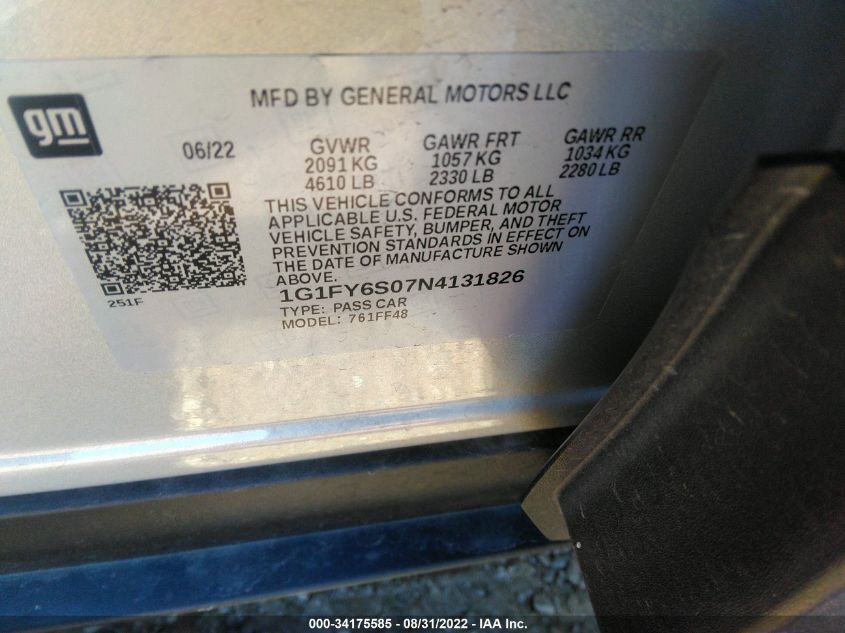 gm
MFD BY GENERAL MOTORS LLC
06/22
GVWR
2091 KG
4610 LB
GAWR FRT
1057 KG
2330 LB
GAWR RR
1034 KG
2280 LB
THIS VEHICLE CONFORMS TO ALL
APPLICABLE U.S. FEDERAL MOTOR
VEHICLE SAFETY, BUMPER, AND THEFT
PREVENTION STANDARDS IN EFFECT ON
THE DATE OF MANUFACTURE SHOWN
ABOVE.
251F
1G1FY6S07N4131826
TYPE: PASS CAR
MODEL: 761FF48
000-34175585 - 08/31/2022 - IAA Inc.